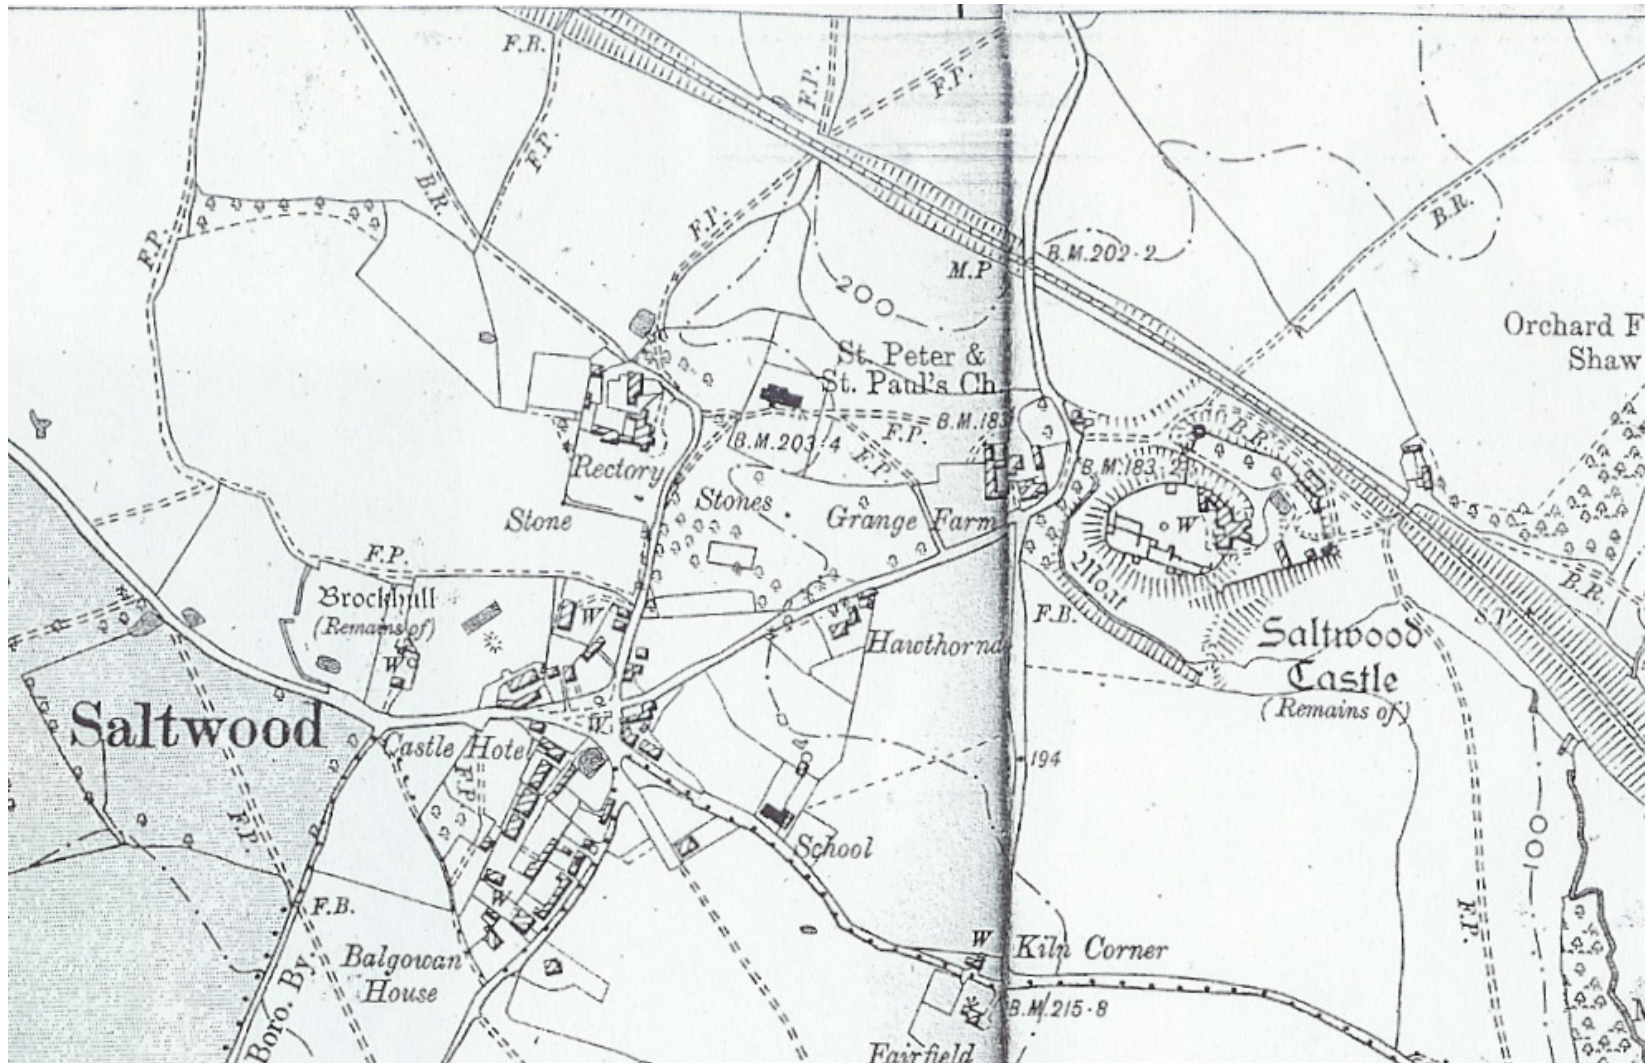 F.B.
F.P.
F.P.
F.P.
B.R.
F.P.
F.P.
B.R.
B.M.202·2
M.P
200
Orchard F
Shaw
St. Peter &
St. Paul's Ch.
B.M.183
B.M.203·4
F.P.
F.P.
B.R.
B.M.183·2
Rectory
Stones
Stone
Grange Farm
W
Moat
F.P.
B.R.
Brockhill
(Remains of)
W
W
F.B.
S.P.
Hawthorne
Saltwood
Castle
(Remains of)
Saltwood
W
Castle Hotel
F.P.
F.P.
194
School
100
F.B.
W
F.P.
Balgowan
House
W
Kiln Corner
Boro. By.
B.M.215·8
Fairfield